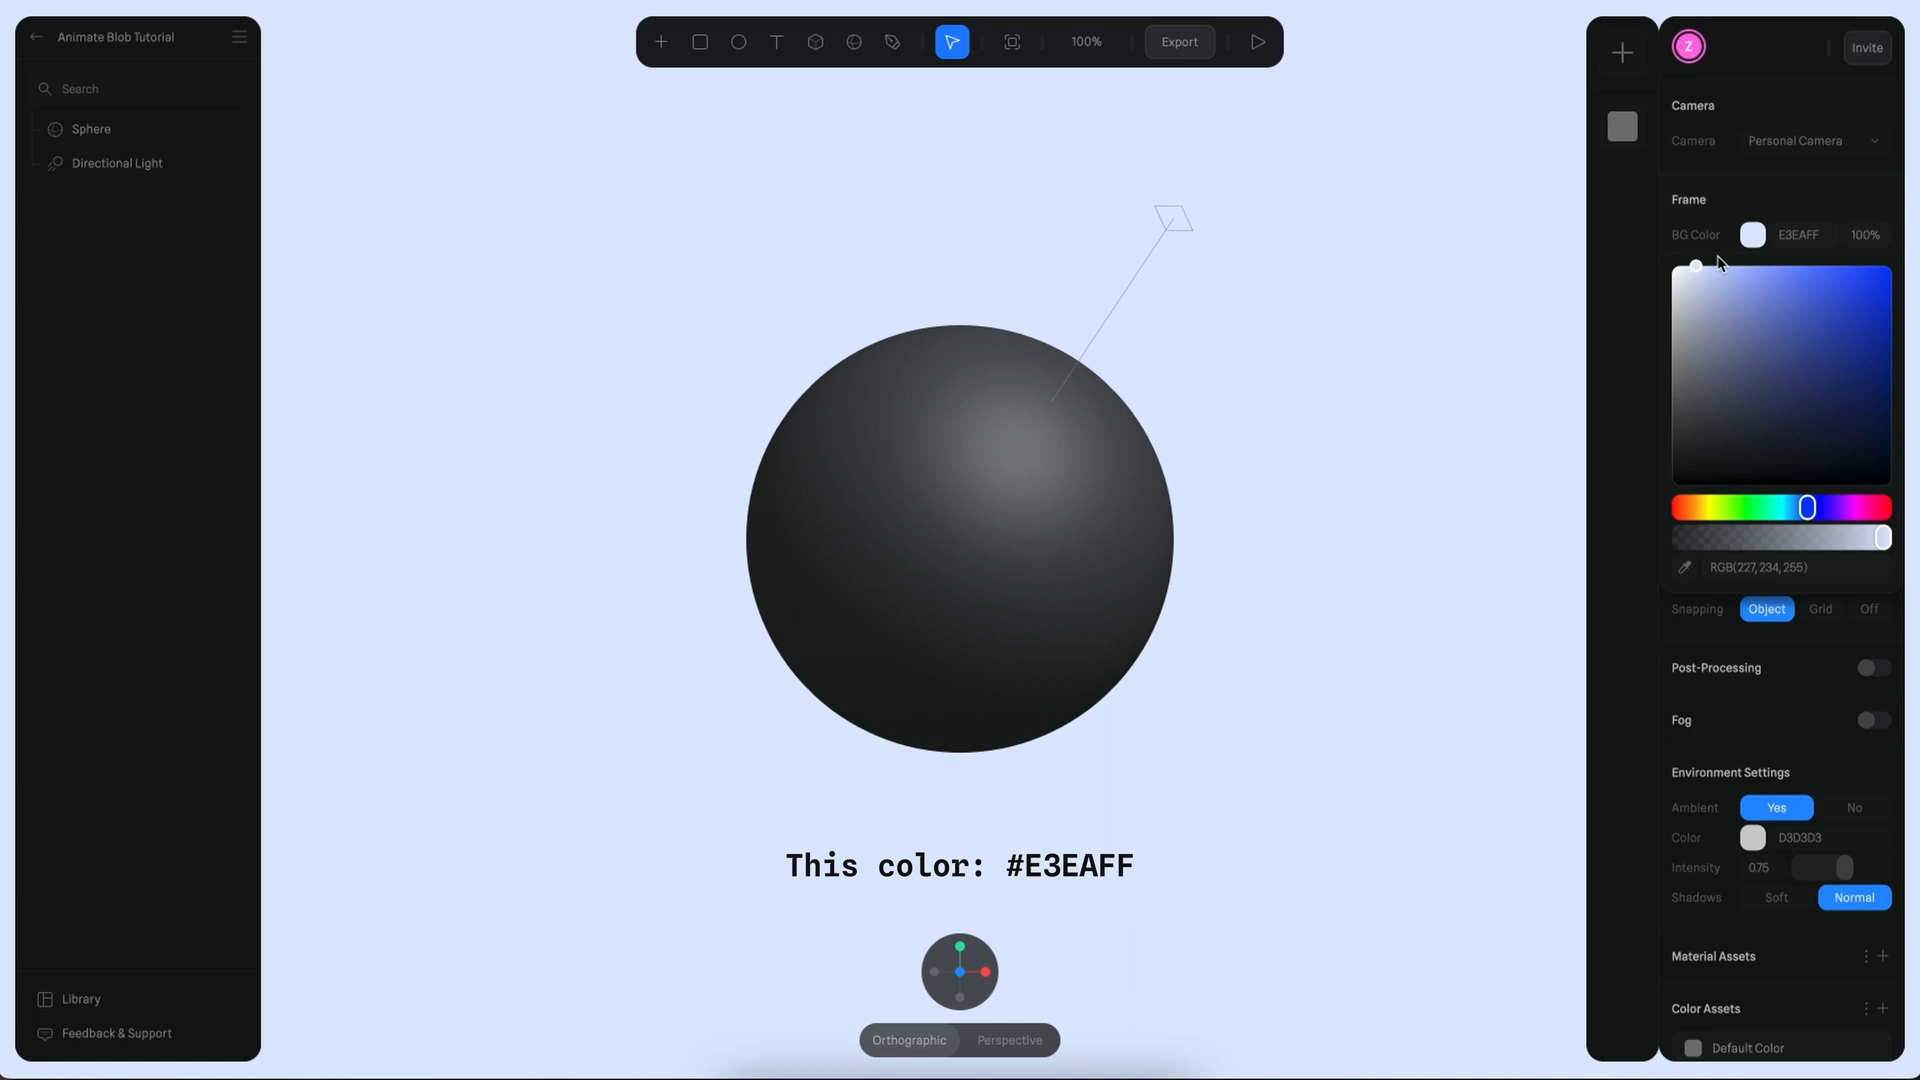 Animate Blob Tutorial
Search
Sphere
Directional Light
Library
Feedback & Support
T
100%
Export
This color: #E3EAFF
Orthographic
Perspective
Z
Invite
Camera
Camera
Personal Camera
Frame
BG Color
E3EAFF
100%
RGB(227, 234, 255)
Snapping
Object
Grid
Off
Post-Processing
Fog
Environment Settings
Ambient
Yes
No
Color
D3D3D3
Intensity
0.75
Shadows
Soft
Normal
Material Assets
Color Assets
Default Color